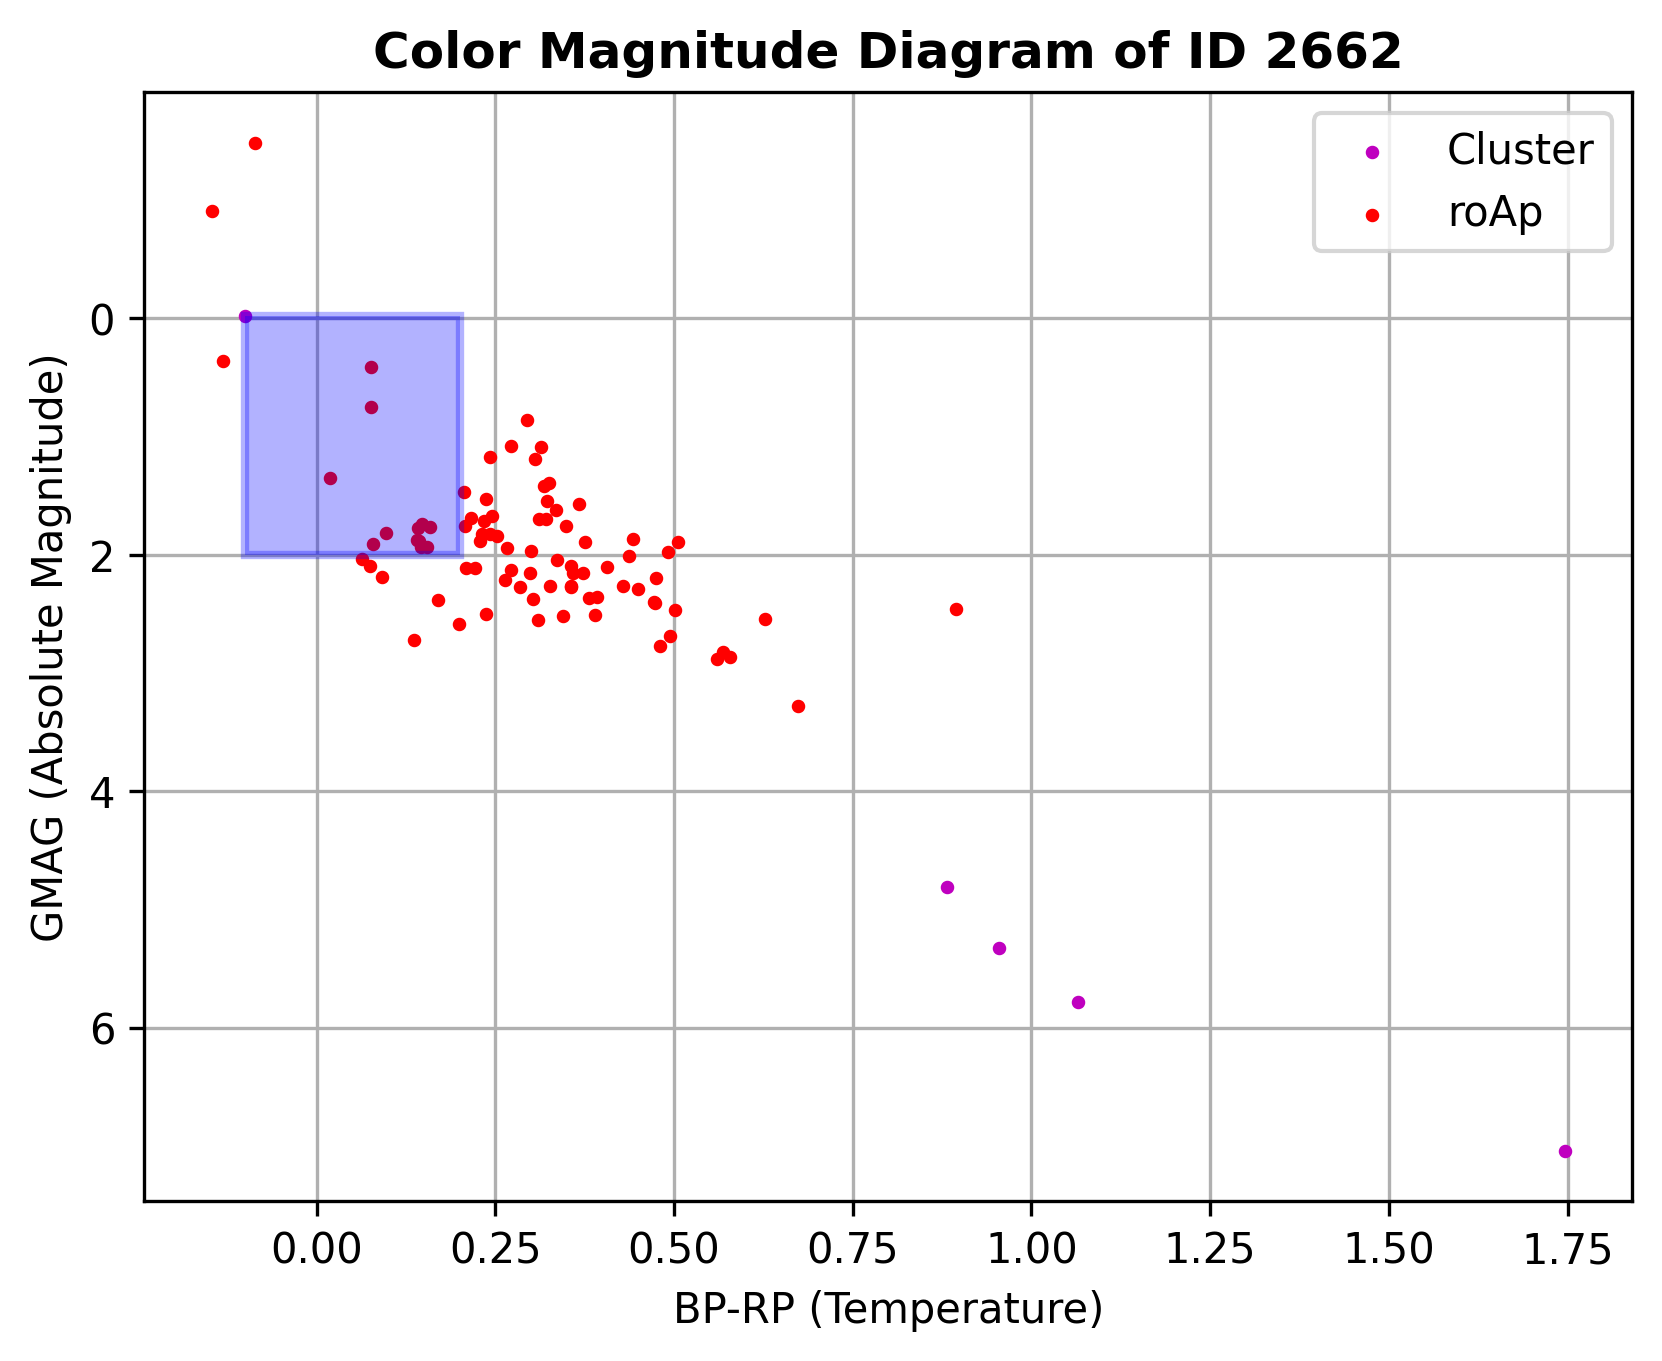 Color Magnitude Diagram of ID 2662
Cluster
roAp
GMAG (Absolute Magnitude)
0
2
4
6
0.00 0.25 0.50 0.75 1.00 1.25 1.50 1.75
BP-RP (Temperature)